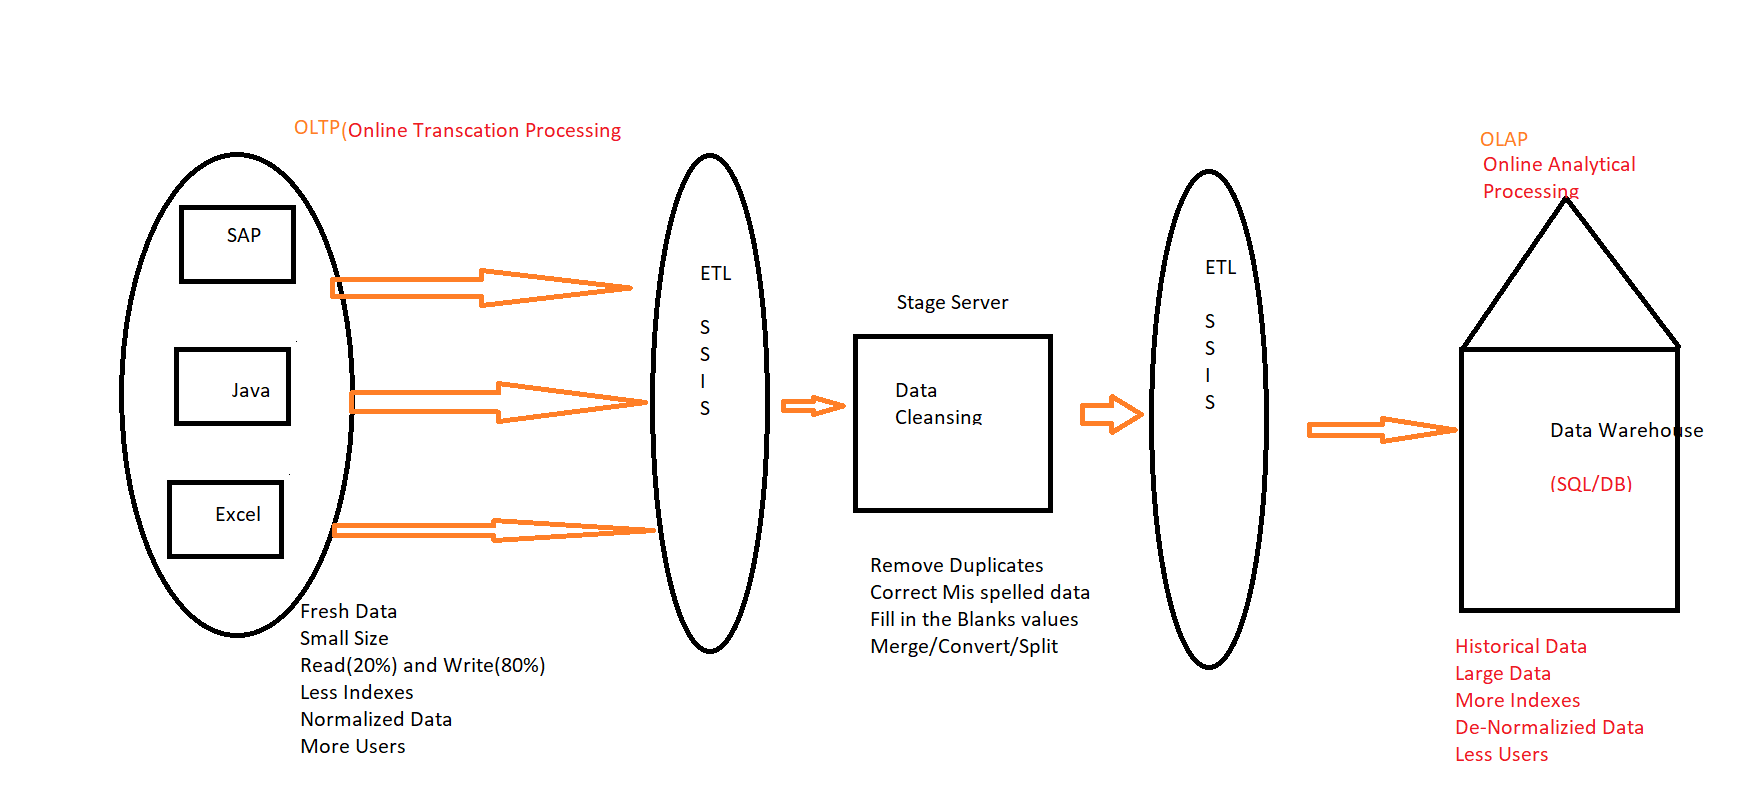 OLTP(Online Transcation Processing
SAP
Java
Excel
Fresh Data
Small Size
Read(20%) and Write(80%)
Less Indexes
Normalized Data
More Users
ETL
S
S
I
S
Stage Server
Data
Cleansing
Remove Duplicates
Correct Mis spelled data
Fill in the Blanks values
Merge/Convert/Split
ETL
S
S
I
S
OLAP
Online Analytical
Processing
Data Warehouse
(SQL/DB)
Historical Data
Large Data
More Indexes
De-Normalizied Data
Less Users